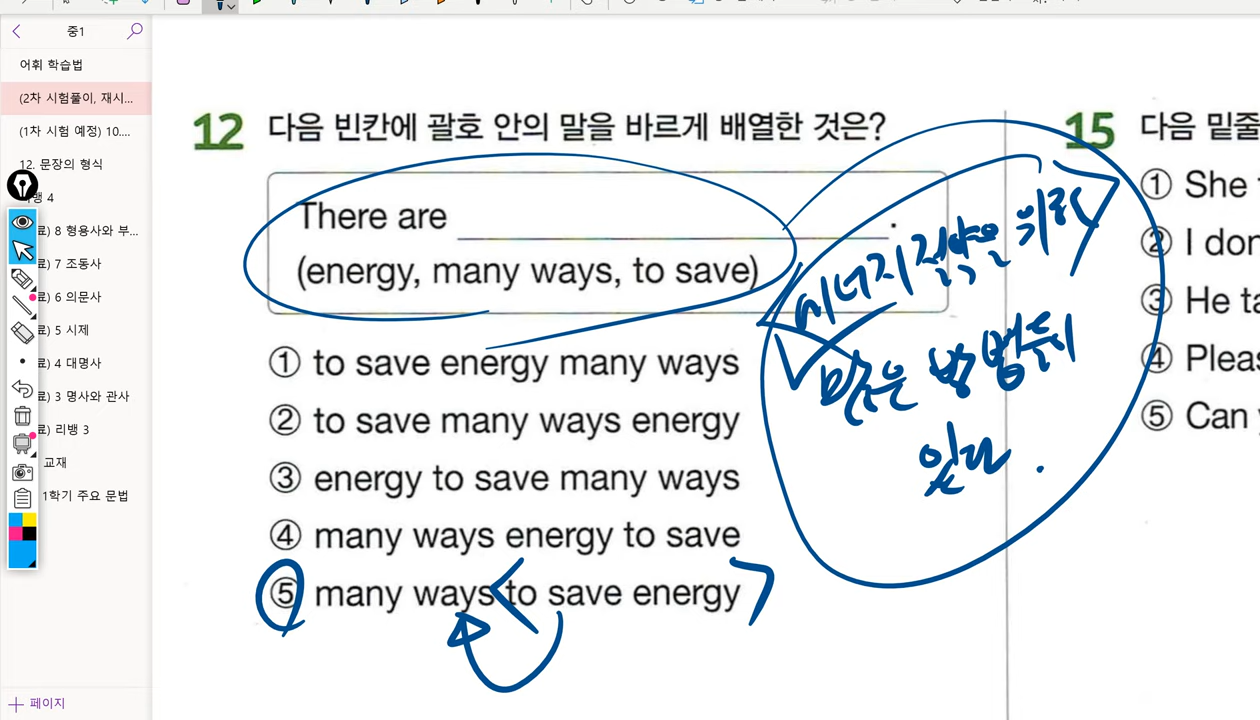 중1
어휘 학습법
(2차 시험풀이, 재시...
(1차 시험 예정) 10....
12. 문장의 형식
뱅 4
료) 8 형용사와 부...
료) 7 조동사
료) 6 의문사
료) 5 시제
료) 4 대명사
료) 3 명사와 관사
료) 리뱅 3
교재
1학기 주요 문법
페이지
12 다음 빈칸에 괄호 안의 말을 바르게 배열한 것은?
There are ____________________.
(energy, many ways, to save)
① to save energy many ways
② to save many ways energy
③ energy to save many ways
④ many ways energy to save
⑤ many ways to save energy
에너지 절약을 위한
많은 방법들이
있다.
15 다음 밑줄
① She
② I don
③ He ta
④ Pleas
⑤ Can